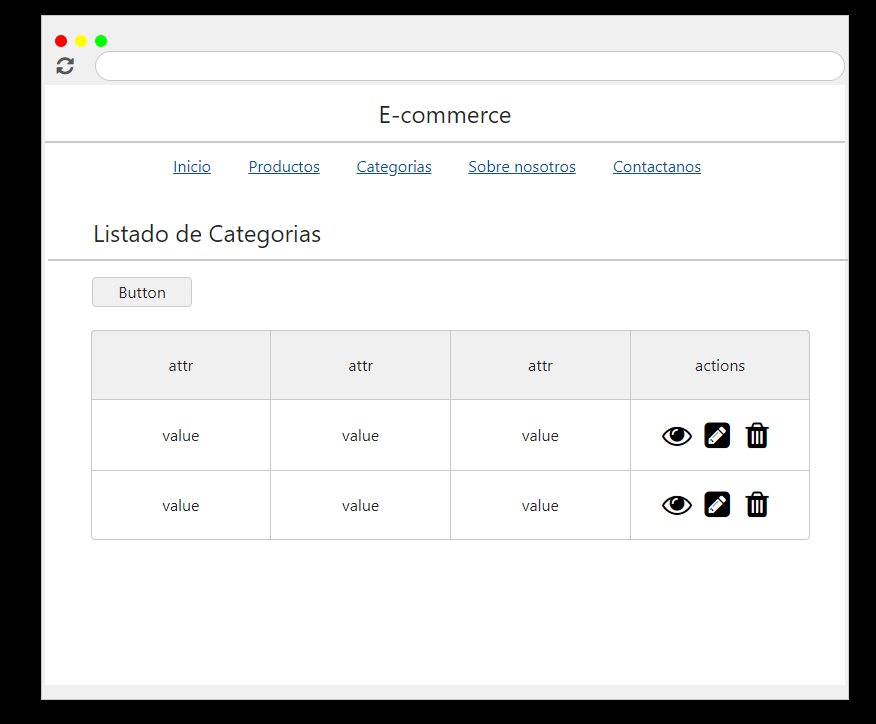 E-commerce
Inicio Productos Categorias Sobre nosotros Contactanos
Listado de Categorias
Button
attr attr attr actions
value value value
value value value